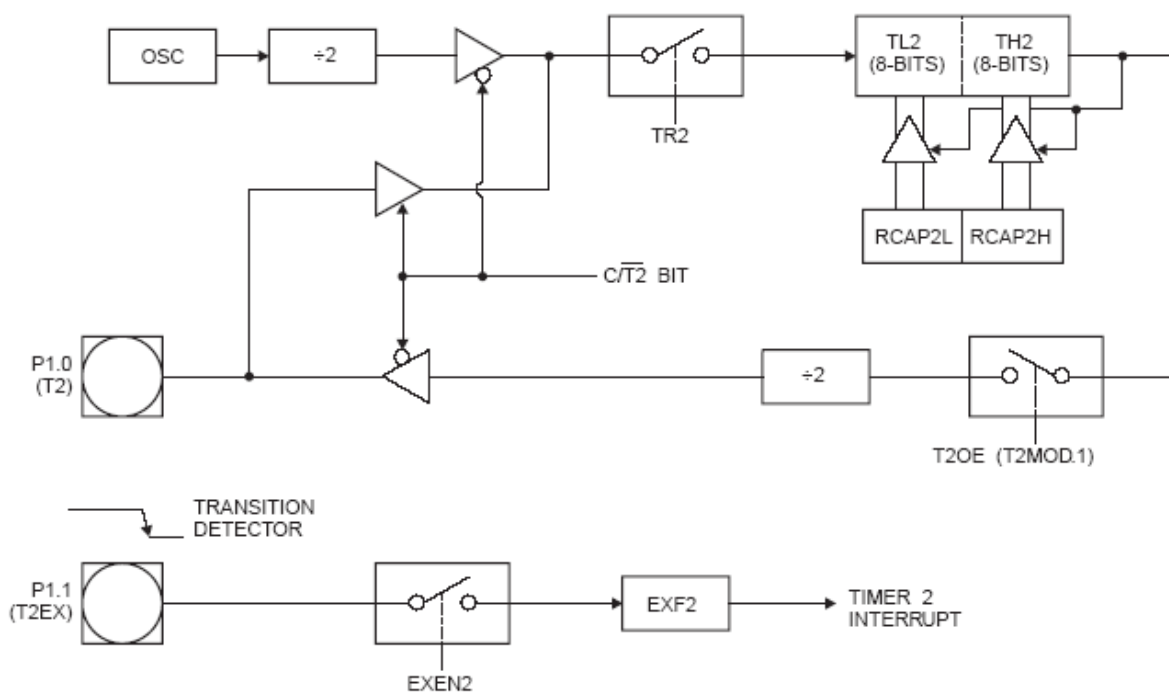 OSC
÷2
TR2
TL2
(8-BITS)
TH2
(8-BITS)
RCAP2L
RCAP2H
C/T̅2̅ BIT
P1.0
(T2)
÷2
T2OE (T2MOD.1)
TRANSITION
DETECTOR
P1.1
(T2EX)
EXEN2
EXF2
TIMER 2
INTERRUPT